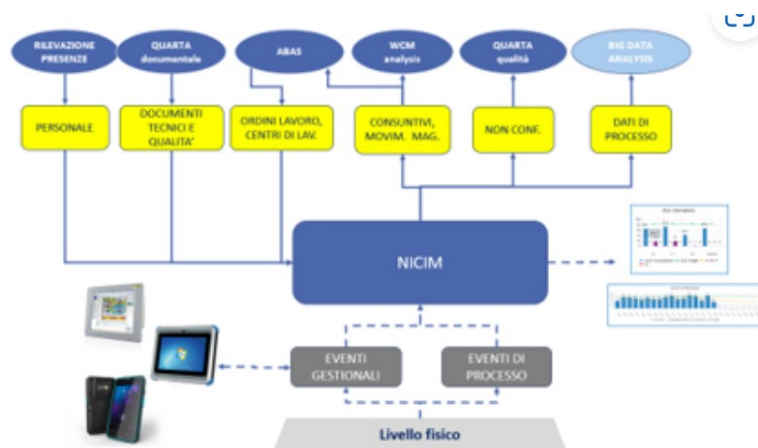 RILEVAZIONE
PRESENZE
QUARTA
documentale
ABAS
WCM
analysis
QUARTA
qualità
BIG DATA
ANALYSIS
PERSONALE
DOCUMENTI
TECNICI E
QUALITA'
ORDINI LAVORO,
CENTRI DI LAV.
CONSUNTIVI,
MOVIM. MAG.
NON CONF.
DATI DI
PROCESSO
NICIM
EVENTI
GESTIONALI
EVENTI DI
PROCESSO
Livello fisico